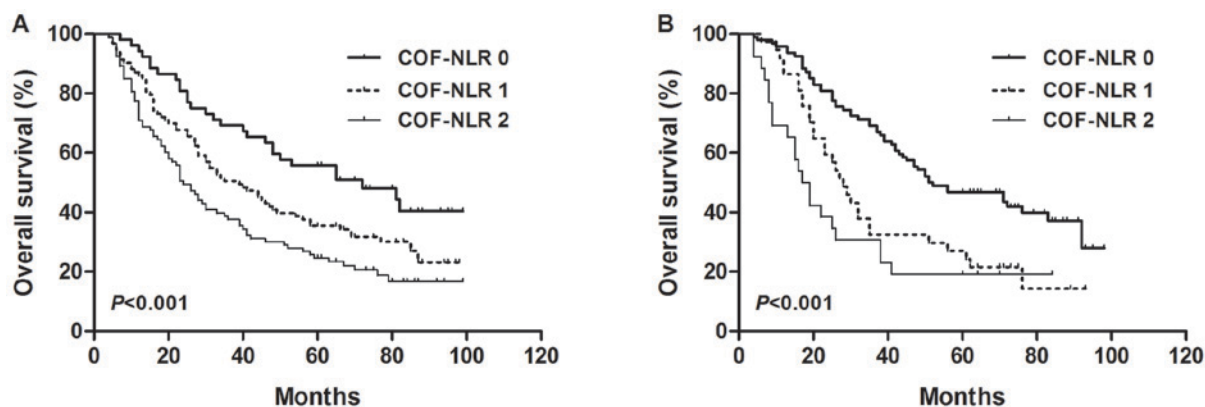 A
Overall survival (%)
100
80
60
40
20
0
COF-NLR 0
COF-NLR 1
COF-NLR 2
P<0.001
0 20 40 60 80 100 120
Months
B
Overall survival (%)
100
80
60
40
20
0
COF-NLR 0
COF-NLR 1
COF-NLR 2
P<0.001
0 20 40 60 80 100 120
Months